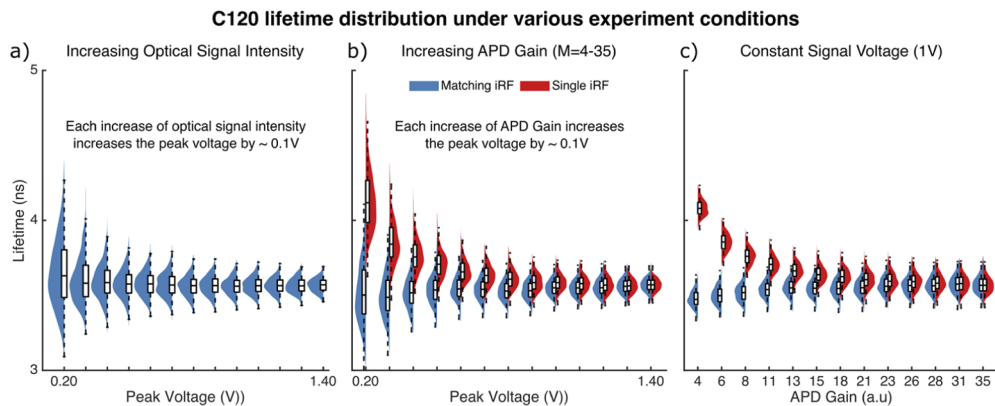 C120 lifetime distribution under various experiment conditions
a) Increasing Optical Signal Intensity
b) Increasing APD Gain (M=4-35)
c) Constant Signal Voltage (1V)
Matching iRF
Single iRF
Each increase of optical signal intensity
increases the peak voltage by ~ 0.1V
Each increase of APD Gain increases
the peak voltage by ~ 0.1V
Lifetime (ns)
5
4
3
0.20 1.40
Peak Voltage (V))
0.20 1.40
Peak Voltage (V))
4 6 8 11 13 15 18 21 23 26 28 31 35
APD Gain (a.u)